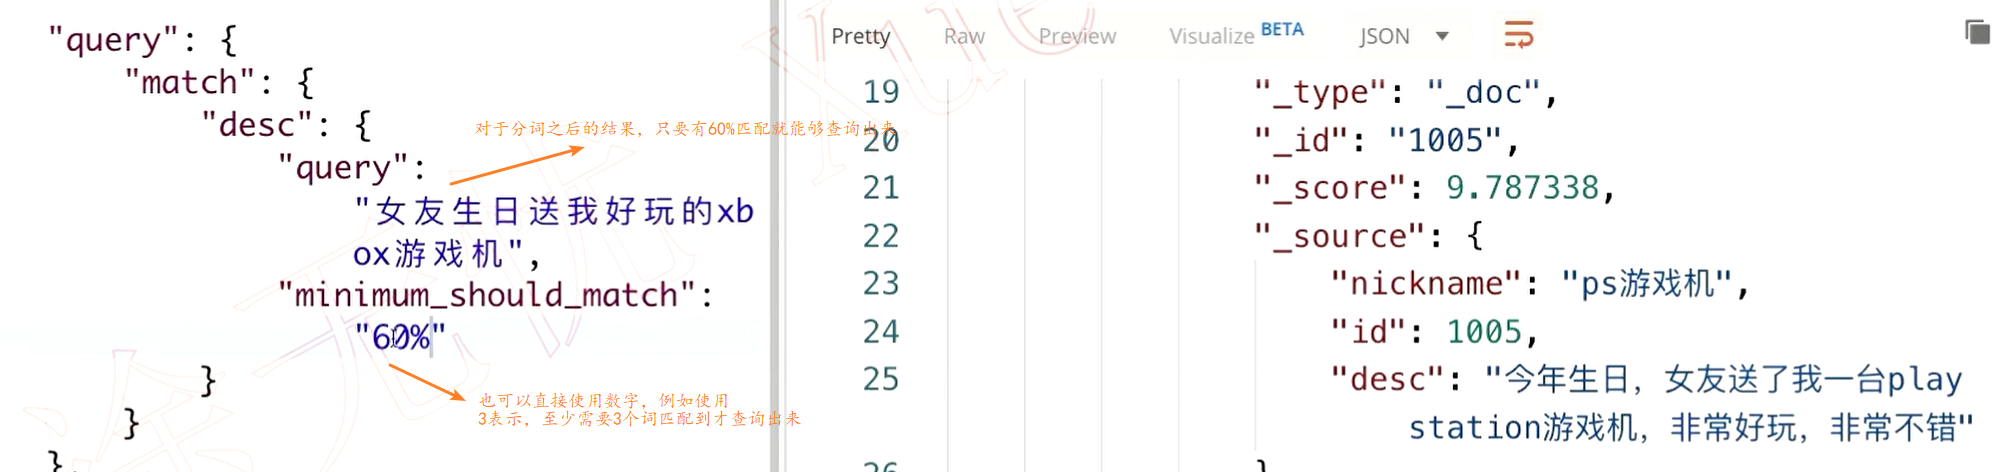 "query": {
"match": {
"desc": {
对于分词之后的结果，只要有60%匹配就能够查询出来
"query":
"女友生日送我好玩的xb
ox游戏机",
"minimum_should_match":
"60%"
}
也可以直接使用数字，例如使用
3表示，至少需要3个词匹配到才查询出来
}
},
Pretty Raw Preview Visualize BETA JSON
19 "_type": "_doc",
20 "_id": "1005",
21 "_score": 9.787338,
22 "_source": {
23 "nickname": "ps游戏机",
24 "id": 1005,
25 "desc": "今年生日，女友送了我一台play
station游戏机，非常好玩，非常不错"
26 }